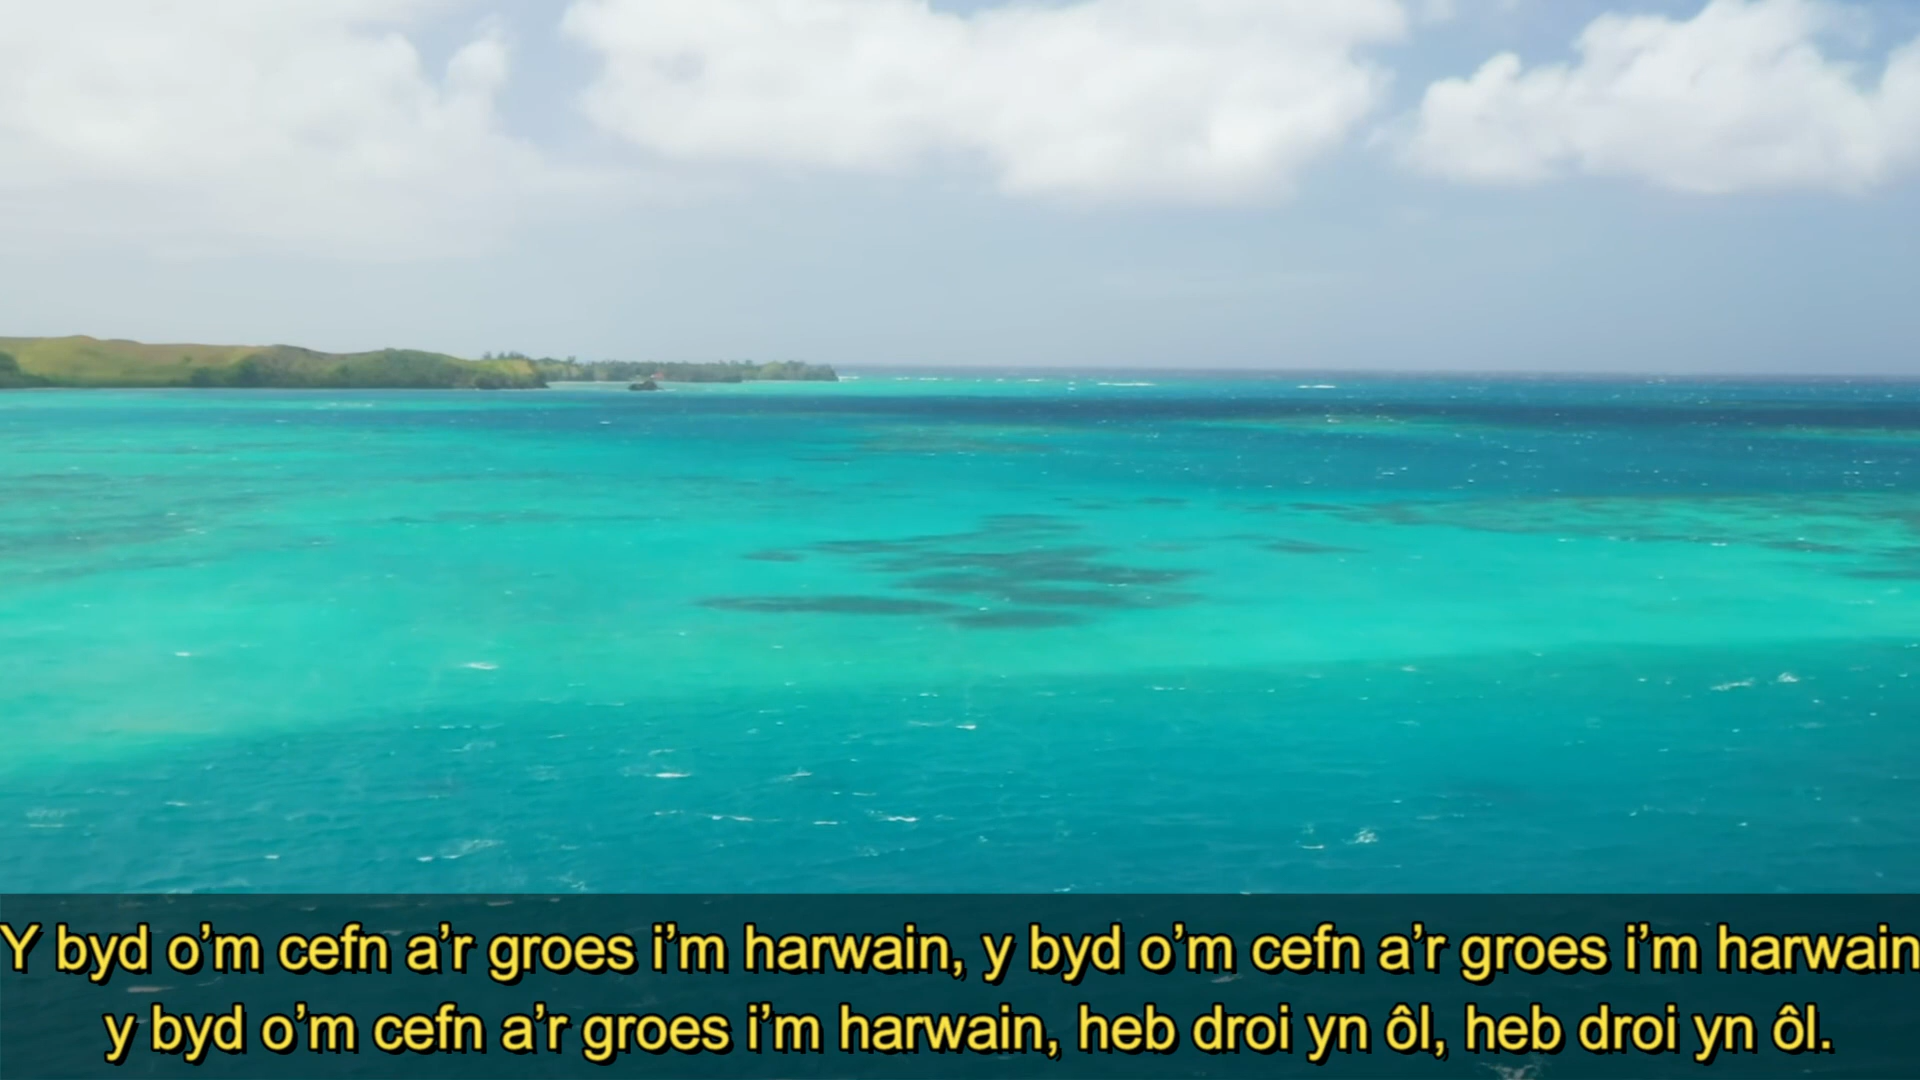 Y byd o’m cefn a’r groes i’m harwain, y byd o’m cefn a’r groes i’m harwain
y byd o’m cefn a’r groes i’m harwain, heb droi yn ôl, heb droi yn ôl.